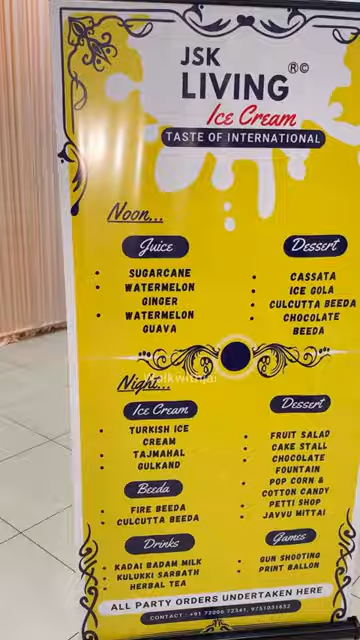 JSK
LIVING ®©
Ice Cream
TASTE OF INTERNATIONAL
Noon...
Juice
• SUGARCANE
• WATERMELON
GINGER
• WATERMELON
GUAVA
Dessert
• CASSATA
• ICE GOLA
• CULCUTTA BEEDA
• CHOCOLATE
BEEDA
Night...
Ice Cream
• TURKISH ICE
CREAM
• TAJMAHAL
• GULKAND
Beeda
• FIRE BEEDA
• CULCUTTA BEEDA
Drinks
• KADAI BADAM MILK
• KULUKKI SARBATH
• HERBAL TEA
Dessert
• FRUIT SALAD
• CAKE STALL
• CHOCOLATE
FOUNTAIN
• POP CORN &
COTTON CANDY
• PETTI SHOP
• JAVVU MITTAI
Games
• GUN SHOOTING
• PRINT BALLON
ALL PARTY ORDERS UNDERTAKEN HERE
CONTACT : +91 72006 72341, 9751031652